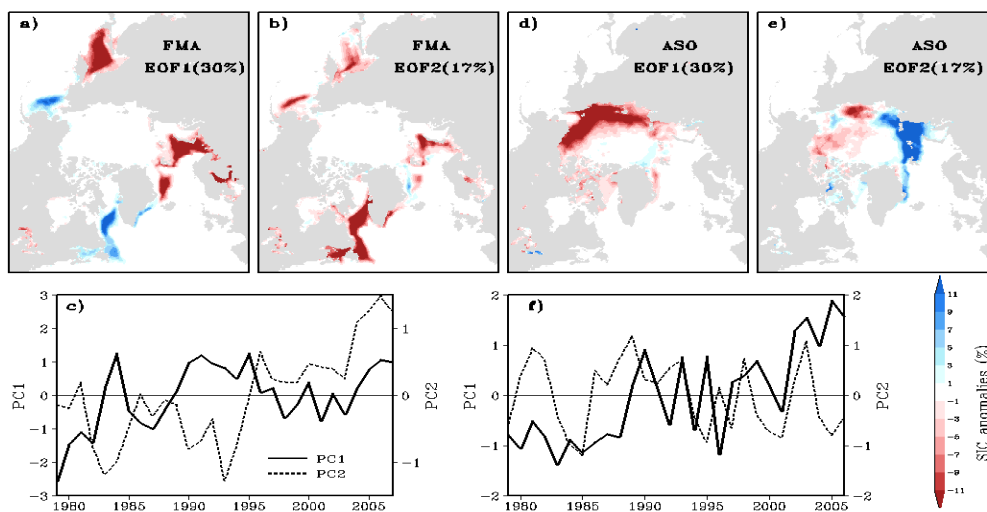 a)
FMA
EOF1(30%)
b)
FMA
EOF2(17%)
d)
ASO
EOF1(30%)
e)
ASO
EOF2(17%)
c)
3
2
1
0
-1
-2
-3
PC1
1
0
-1
PC2
PC1
PC2
1980 1985 1990 1995 2000 2005
f)
2
1
0
-1
-2
PC1
2
1
0
-1
-2
PC2
1980 1985 1990 1995 2000 2005
11
9
7
5
3
1
-1
-3
-5
-7
-9
-11
SIC anomalies (%)